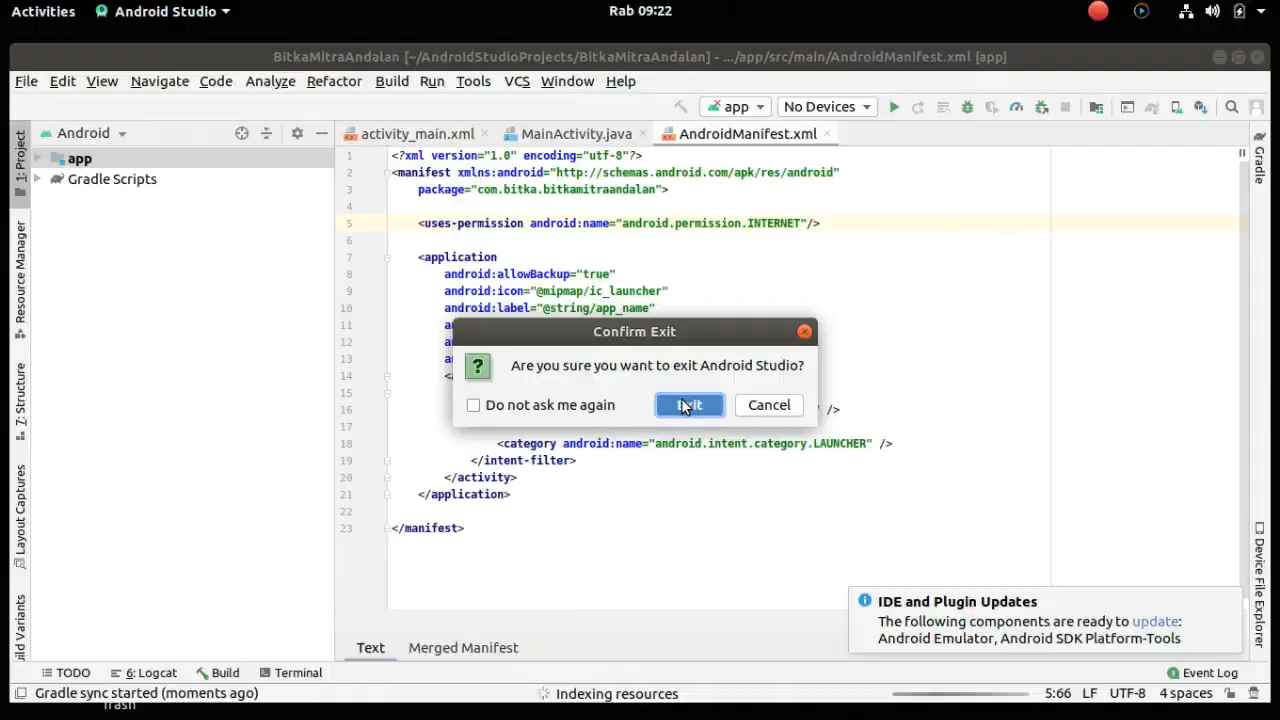 Activities Android Studio Rab 09:22
BitkaMitraAndalan [~/AndroidStudioProjects/BitkaMitraAndalan] - .../app/src/main/AndroidManifest.xml [app]
File Edit View Navigate Code Analyze Refactor Build Run Tools VCS Window Help
app No Devices
1: Project
Android
activity_main.xml MainActivity.java AndroidManifest.xml
app
Gradle Scripts
Resource Manager
7: Structure
Layout Captures
ild Variants
1 <?xml version="1.0" encoding="utf-8"?>
2 <manifest xmlns:android="http://schemas.android.com/apk/res/android"
3 package="com.bitka.bitkamitraandalan">
4
5 <uses-permission android:name="android.permission.INTERNET"/>
6
7 <application
8 android:allowBackup="true"
9 android:icon="@mipmap/ic_launcher"
10 android:label="@string/app_name"
11
12
13
14
15
16 />
17
18 <category android:name="android.intent.category.LAUNCHER" />
19 </intent-filter>
20 </activity>
21 </application>
22
23 </manifest>
Confirm Exit
Are you sure you want to exit Android Studio?
Do not ask me again Exit Cancel
Gradle
Device File Explorer
IDE and Plugin Updates
The following components are ready to update:
Android Emulator, Android SDK Platform-Tools
Text Merged Manifest
TODO 6: Logcat Build Terminal 1 Event Log
Gradle sync started (moments ago) Indexing resources 5:66 LF UTF-8 4 spaces
Trash